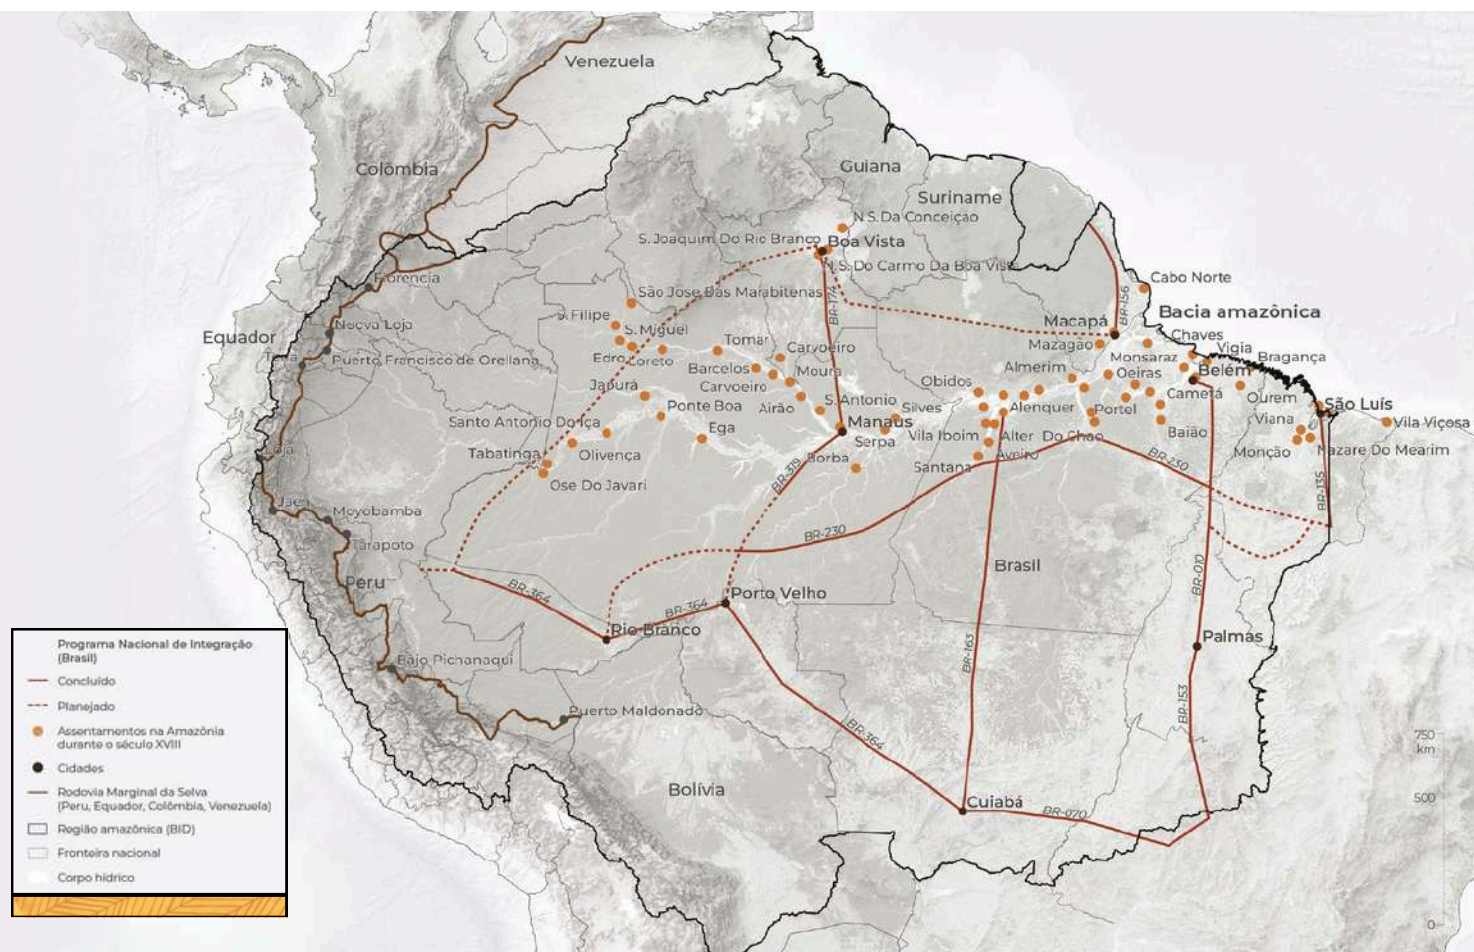 Venezuela
Colômbia
Guiana
Suriname
N.S.Da Conceição
S. Joaquim Do Rio Branco
Boa Vista
N.S. Do Carmo Da Boa Vista
Florencia
São Jose Das Marabitenas
BR-174
BR-156
Cabo Norte
Bacia amazônica
Equador
Nueva Loja
Puerto Francisco de Orellana
S. Filipe
S. Miguel
Loreto
Tomar
Carvoeiro
Macapá
Mazagão
Chaves
Monsaraz
Vigia
Bragança
Barcelos
Moura
Carvoeiro
Japurá
Airão
S. Antonio
Obidos
Almerim
Oeiras
Belém
Cametá
Ourem
São Luís
Santo Antonio Do Iça
Ponte Boa
Ega
Manaus
Silves
Serpa
Alenquer
Portel
Viana
Vila Viçosa
Tabatinga
Olivença
Vila Iboim
Alter Do Chao
Baião
Monção
Nazare Do Mearim
Loja
Ose Do Javari
BR-319
Borba
Santana
Aveiro
BR-230
BR-135
Jaen
Moyobamba
Tarapoto
BR-230
Brasil
BR-010
Peru
BR-364
BR-364
Porto Velho
Rio Branco
BR-163
Palmas
Bajo Pichanaqui
BR-153
Puerto Maldonado
BR-364
Bolívia
Cuiabá
BR-070
Programa Nacional de Integração
(Brasil)
Concluído
Planejado
Assentamentos na Amazônia
durante o século XVIII
Cidades
Rodovia Marginal da Selva
(Peru, Equador, Colômbia, Venezuela)
Região amazônica (BID)
Fronteira nacional
Corpo hídrico
750
km
500
0